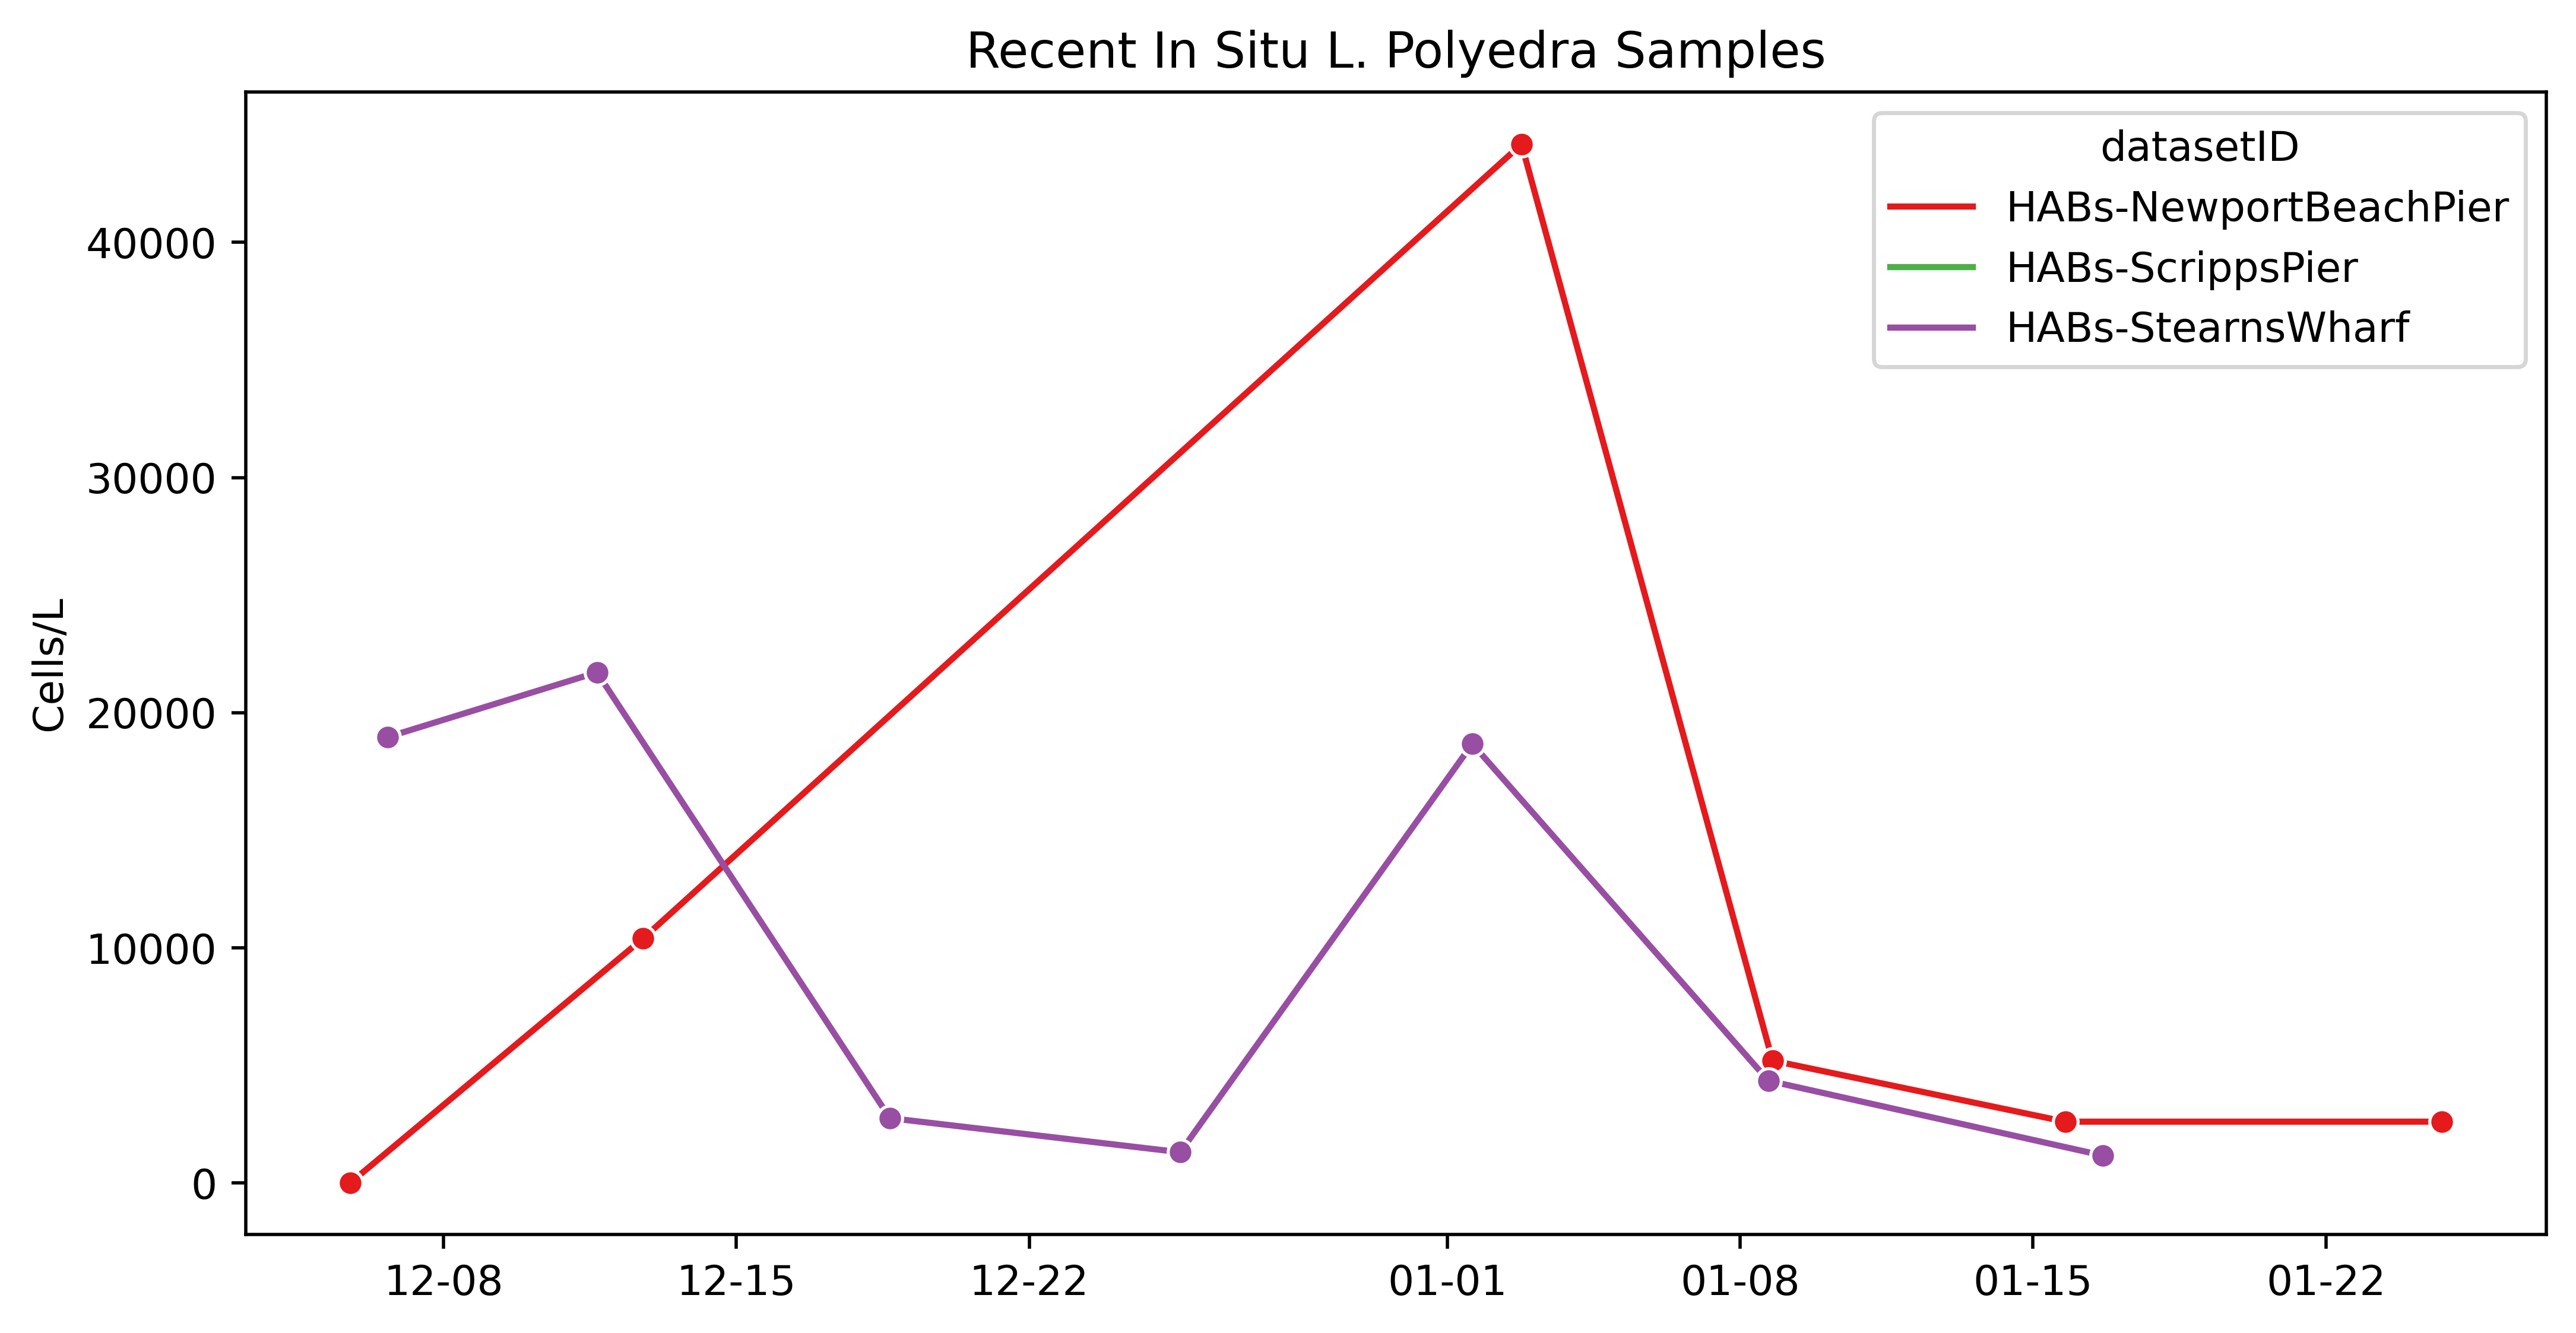 Recent In Situ L. Polyedra Samples
datasetID
HABs-NewportBeachPier
HABs-ScrippsPier
HABs-StearnsWharf
Cells/L
40000
30000
20000
10000
0
12-08 12-15 12-22 01-01 01-08 01-15 01-22